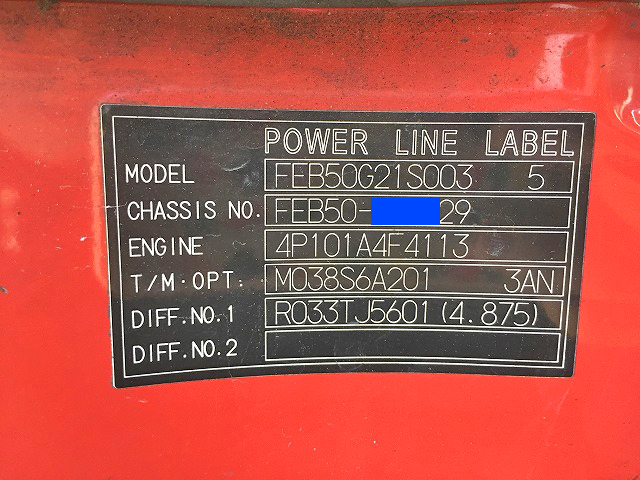 POWER LINE LABEL
MODEL FEB50G21S003 5
CHASSIS NO. FEB50- 29
ENGINE 4P101A4F4113
T/M·OPT. M038S6A201 3AN
DIFF.NO.1 R033TJ5601(4.875)
DIFF.NO.2